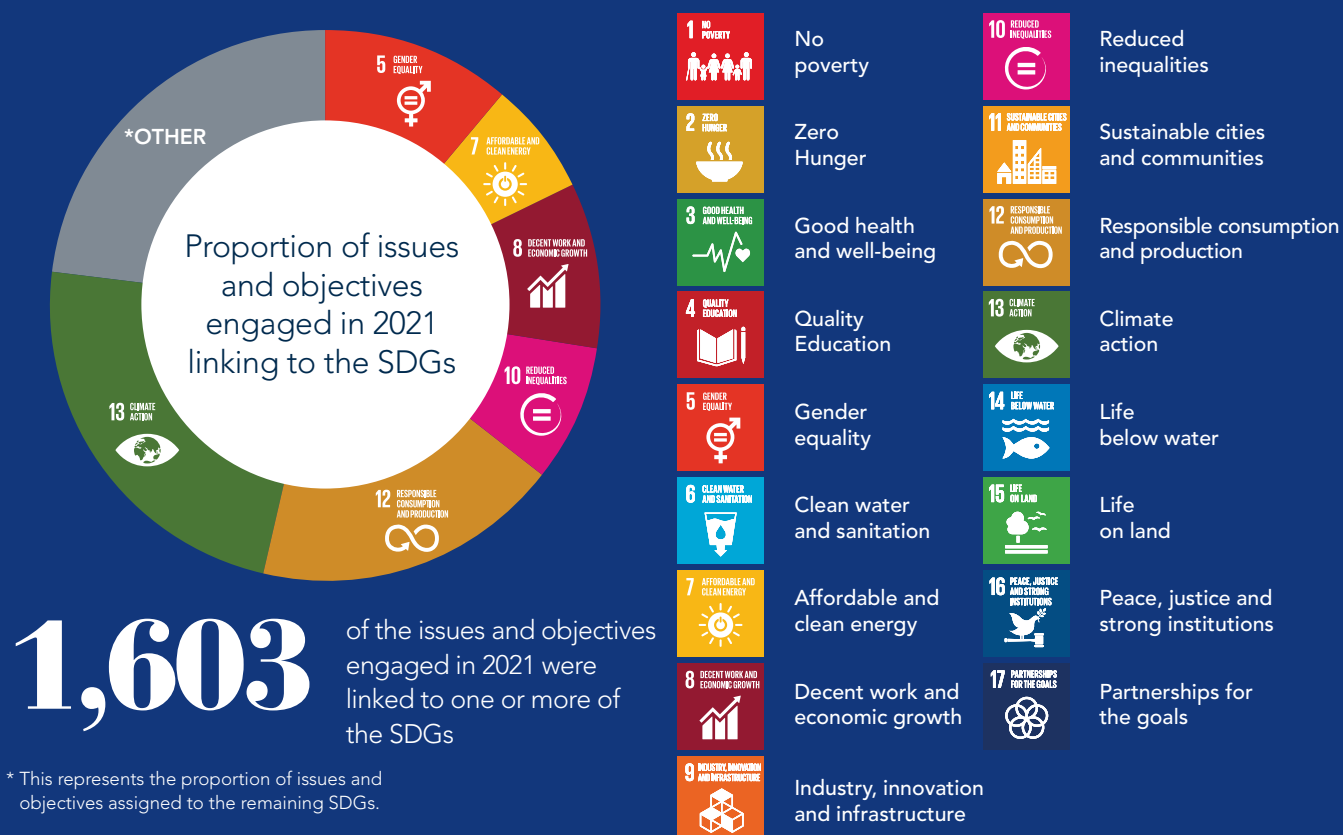 5 GENDER
EQUALITY
7 AFFORDABLE AND
CLEAN ENERGY
8 DECENT WORK AND
ECONOMIC GROWTH
10 REDUCED
INEQUALITIES
12 RESPONSIBLE
CONSUMPTION
AND PRODUCTION
13 CLIMATE
ACTION
*OTHER
Proportion of issues
and objectives
engaged in 2021
linking to the SDGs
1,603
of the issues and objectives
engaged in 2021 were
linked to one or more of
the SDGs
* This represents the proportion of issues and
objectives assigned to the remaining SDGs.
1 NO
POVERTY
No
poverty
2 ZERO
HUNGER
Zero
Hunger
3 GOOD HEALTH
AND WELL-BEING
Good health
and well-being
4 QUALITY
EDUCATION
Quality
Education
5 GENDER
EQUALITY
Gender
equality
6 CLEAN WATER
AND SANITATION
Clean water
and sanitation
7 AFFORDABLE AND
CLEAN ENERGY
Affordable and
clean energy
8 DECENT WORK AND
ECONOMIC GROWTH
Decent work and
economic growth
9 INDUSTRY, INNOVATION
AND INFRASTRUCTURE
Industry, innovation
and infrastructure
10 REDUCED
INEQUALITIES
Reduced
inequalities
11 SUSTAINABLE CITIES
AND COMMUNITIES
Sustainable cities
and communities
12 RESPONSIBLE
CONSUMPTION
AND PRODUCTION
Responsible consumption
and production
13 CLIMATE
ACTION
Climate
action
14 LIFE
BELOW WATER
Life
below water
15 LIFE
ON LAND
Life
on land
16 PEACE, JUSTICE
AND STRONG
INSTITUTIONS
Peace, justice and
strong institutions
17 PARTNERSHIPS
FOR THE GOALS
Partnerships for
the goals